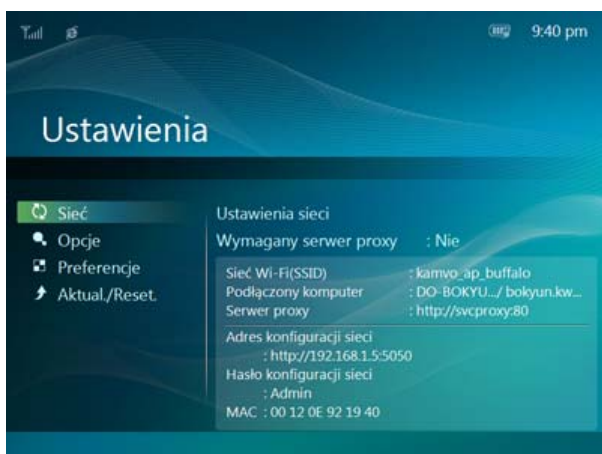 9:40 pm
Ustawienia
Sieć
Opcje
Preferencje
Aktual./Reset.
Ustawienia sieci
Wymagany serwer proxy : Nie
Sieć Wi-Fi(SSID) : kamvo_ap_buffalo
Podłączony komputer : DO-BOKYU.../ bokyun.kw...
Serwer proxy : http://svcproxy:80
Adres konfiguracji sieci
: http://192.168.1.5:5050
Hasło konfiguracji sieci
: Admin
MAC : 00 12 0E 92 19 40